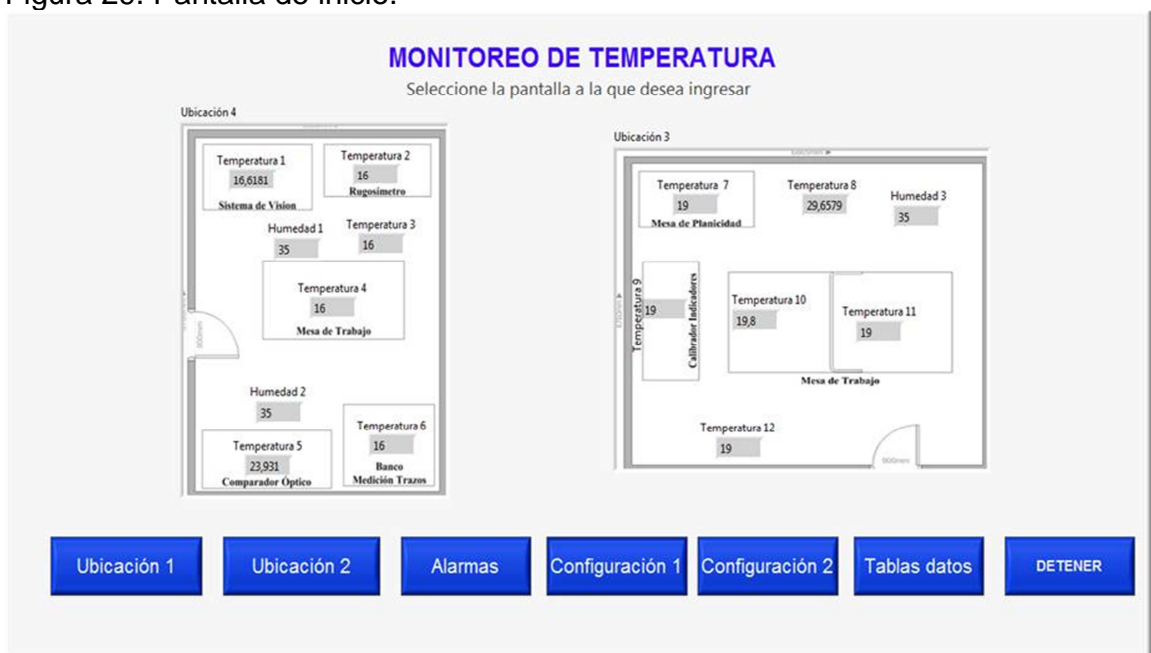 Figura 26. Pantalla de inicio.
MONITOREO DE TEMPERATURA
Seleccione la pantalla a la que desea ingresar
Ubicación 4
Temperatura 1
16,6181
Sistema de Vision
Temperatura 2
16
Rugosímetro
Humedad 1
35
Temperatura 3
16
Temperatura 4
16
Mesa de Trabajo
900mm
Humedad 2
35
Temperatura 5
23,931
Comparador Óptico
Temperatura 6
16
Banco
Medición Trazos
Ubicación 3
Temperatura 7
19
Mesa de Planicidad
Temperatura 8
29,6579
Humedad 3
35
Temperatura 9
19
Calibrador Indicadores
Temperatura 10
19,8
Temperatura 11
19
Mesa de Trabajo
Temperatura 12
19
900mm
Ubicación 1
Ubicación 2
Alarmas
Configuración 1
Configuración 2
Tablas datos
DETENER